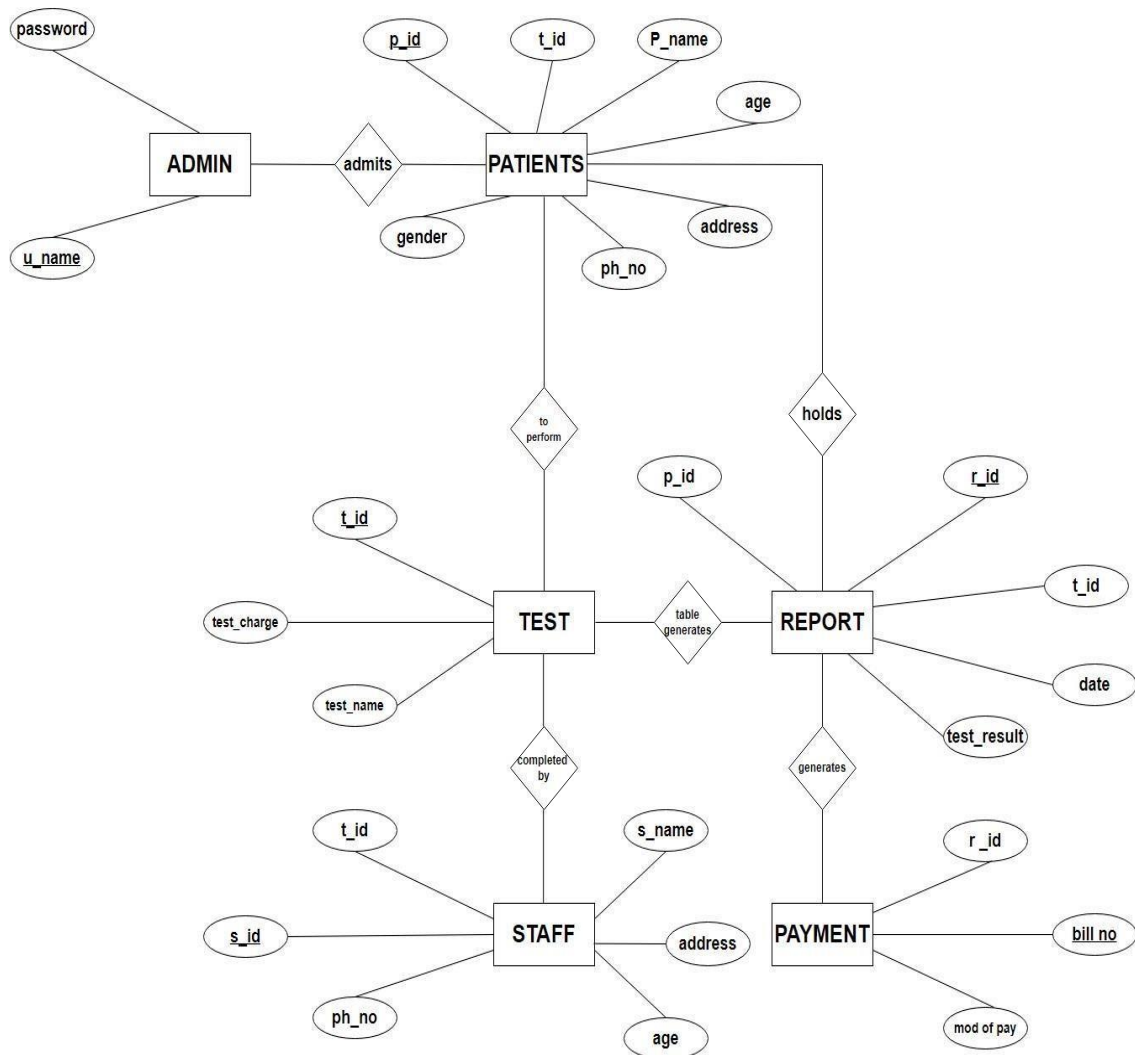 password
p_id
t_id
P_name
age
ADMIN
admits
PATIENTS
address
gender
u_name
ph_no
holds
to
perform
p_id
r_id
t_id
t_id
test_charge
TEST
table
generates
REPORT
test_name
date
test_result
completed
by
generates
t_id
s_name
r _id
s_id
STAFF
address
PAYMENT
bill no
ph_no
age
mod of pay